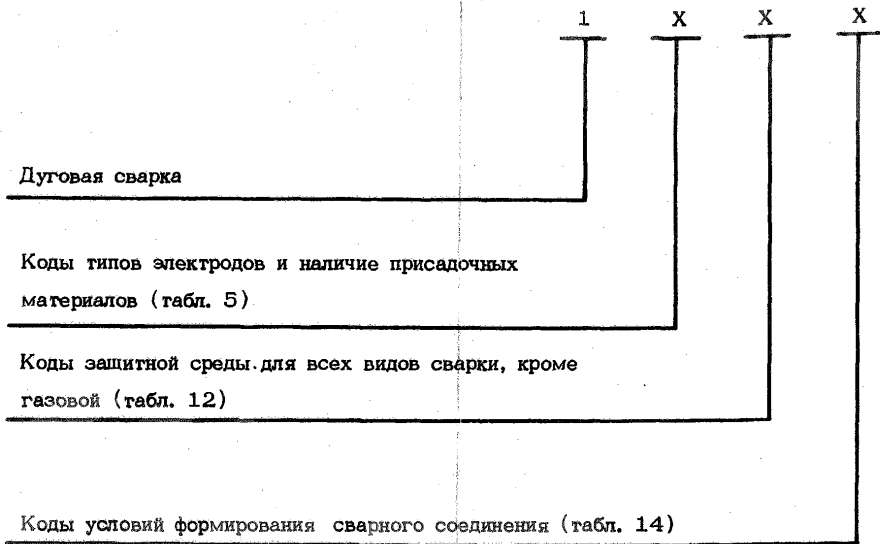 1 X X X
Дуговая сварка
Коды типов электродов и наличие присадочных
материалов (табл. 5)
Коды защитной среды для всех видов сварки, кроме
газовой (табл. 12)
Коды условий формирования сварного соединения (табл. 14)